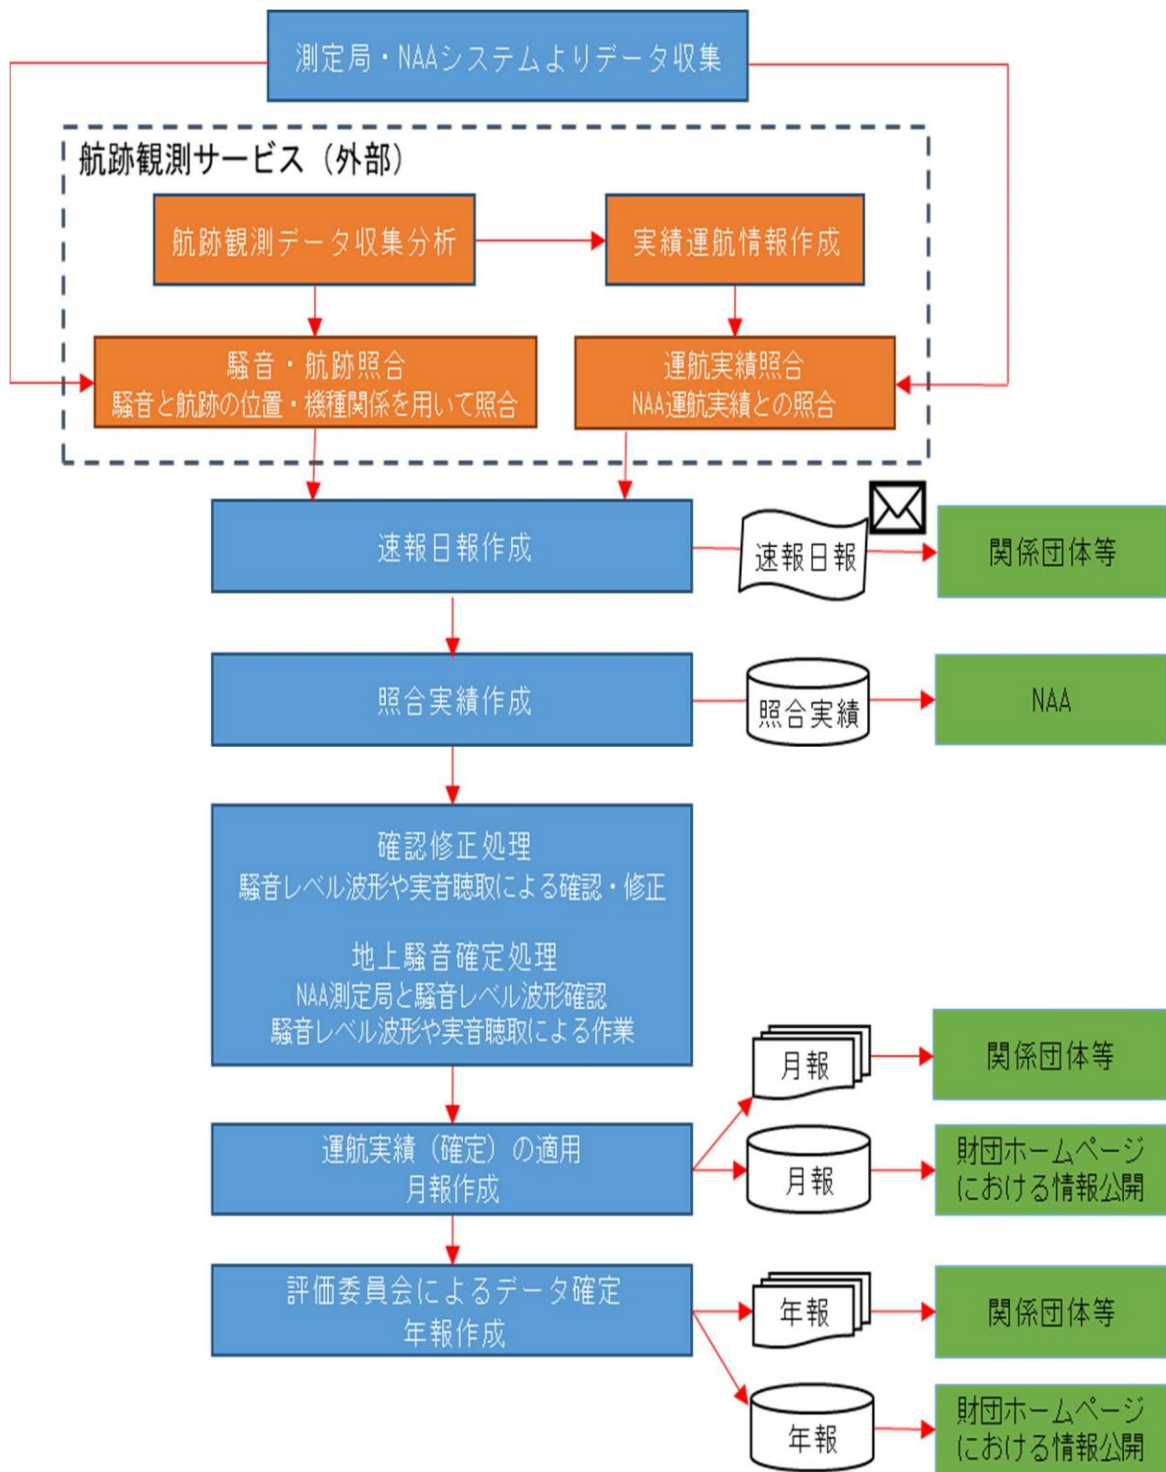 測定局・NAAシステムよりデータ収集
航跡観測サービス（外部）
航跡観測データ収集分析
実績運航情報作成
騒音・航跡照合
騒音と航跡の位置・機種関係を用いて照合
運航実績照合
NAA運航実績との照合
速報日報作成
速報日報
関係団体等
照合実績作成
照合実績
NAA
確認修正処理
騒音レベル波形や実音聴取による確認・修正
地上騒音確定処理
NAA測定局と騒音レベル波形確認
騒音レベル波形や実音聴取による作業
月報
関係団体等
運航実績（確定）の適用
月報作成
月報
財団ホームページ
における情報公開
評価委員会によるデータ確定
年報作成
年報
関係団体等
年報
財団ホームページ
における情報公開